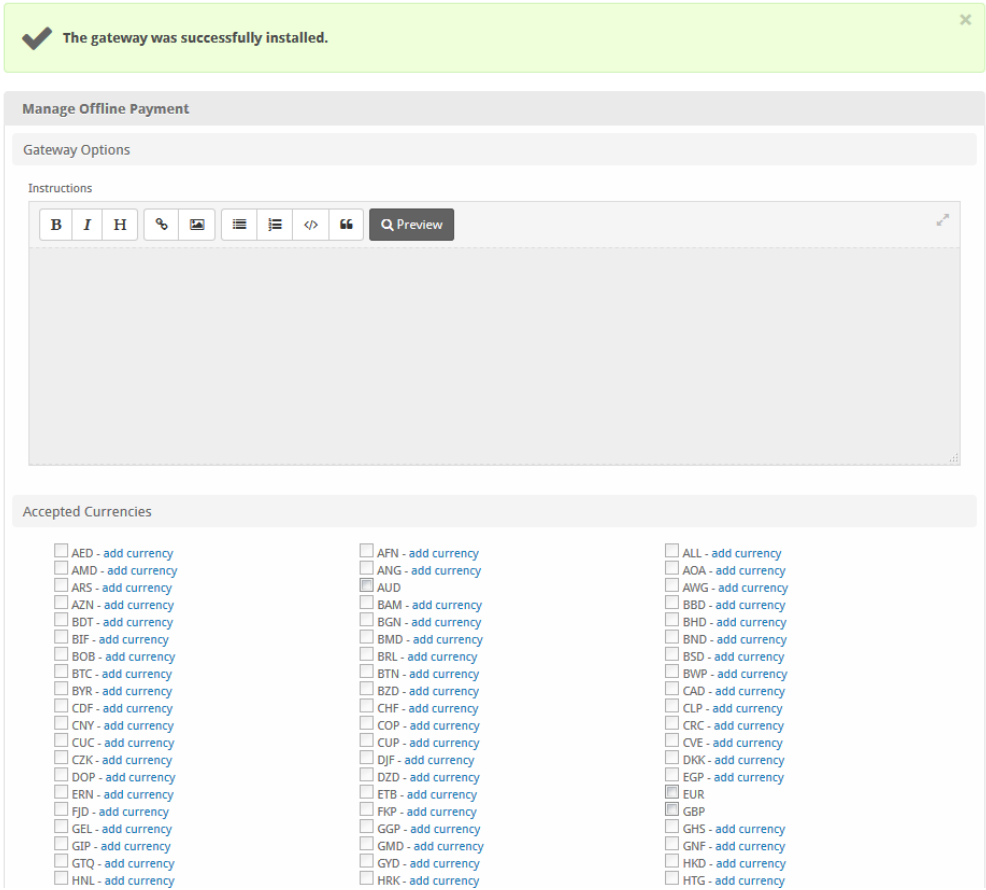 The gateway was successfully installed.
×
Manage Offline Payment
Gateway Options
Instructions
B I H </> Preview
Accepted Currencies
AED - add currency AFN - add currency ALL - add currency
AMD - add currency ANG - add currency AOA - add currency
ARS - add currency AUD AWG - add currency
AZN - add currency BAM - add currency BBD - add currency
BDT - add currency BGN - add currency BHD - add currency
BIF - add currency BMD - add currency BND - add currency
BOB - add currency BRL - add currency BSD - add currency
BTC - add currency BTN - add currency BWP - add currency
BYR - add currency BZD - add currency CAD - add currency
CDF - add currency CHF - add currency CLP - add currency
CNY - add currency COP - add currency CRC - add currency
CUC - add currency CUP - add currency CVE - add currency
CZK - add currency DJF - add currency DKK - add currency
DOP - add currency DZD - add currency EGP - add currency
ERN - add currency ETB - add currency EUR
FJD - add currency FKP - add currency GBP
GEL - add currency GGP - add currency GHS - add currency
GIP - add currency GMD - add currency GNF - add currency
GTQ - add currency GYD - add currency HKD - add currency
HNL - add currency HRK - add currency HTG - add currency